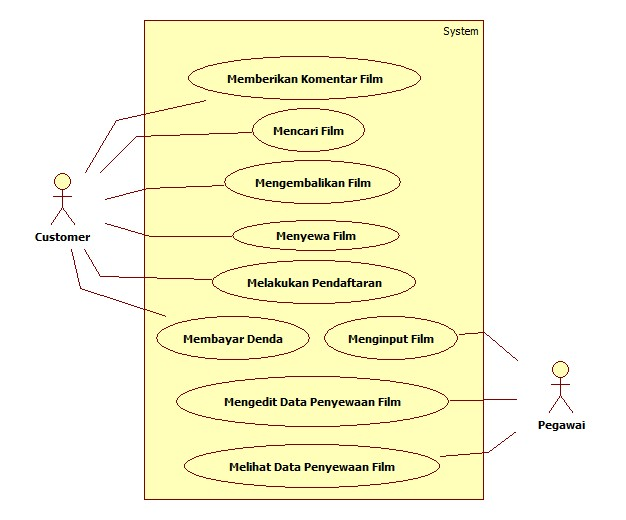 System
Memberikan Komentar Film
Mencari Film
Mengembalikan Film
Customer
Menyewa Film
Melakukan Pendaftaran
Membayar Denda
Menginput Film
Mengedit Data Penyewaan Film
Pegawai
Melihat Data Penyewaan Film